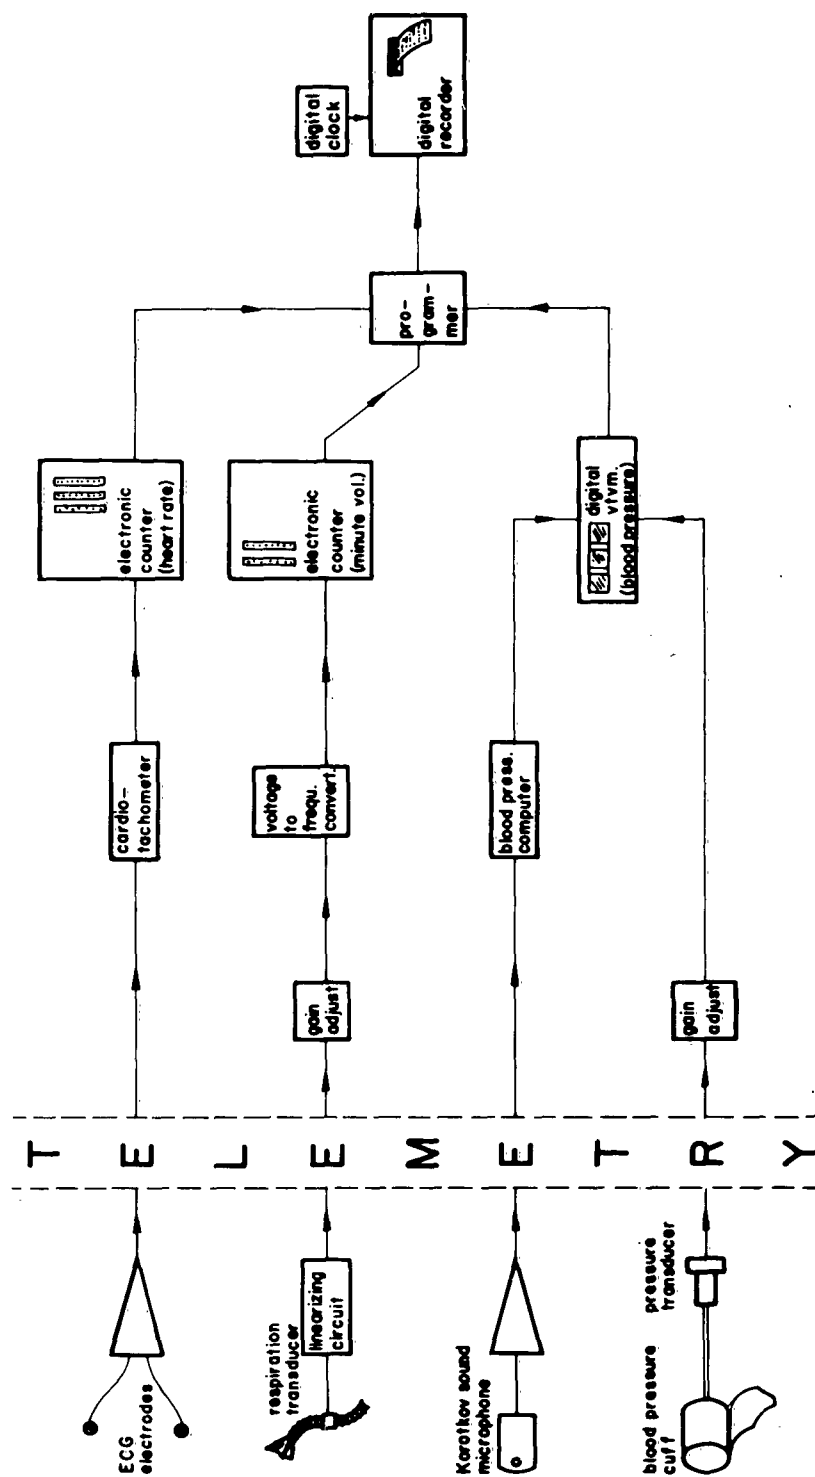 ECG
electrodes
respiration
transducer
linearizing
circuit
Karotkov sound
microphone
blood pressure
cuff
pressure
transducer
TELEMETRY
gain
adjust
gain
adjust
cardio-
tachometer
voltage
to
frequ.
convert.
blood press.
computer
electronic
counter
(heart rate)
electronic
counter
(minute vol.)
digital
vtvm.
(blood pressure)
pro-
gram-
mer
digital
clock
digital
recorder